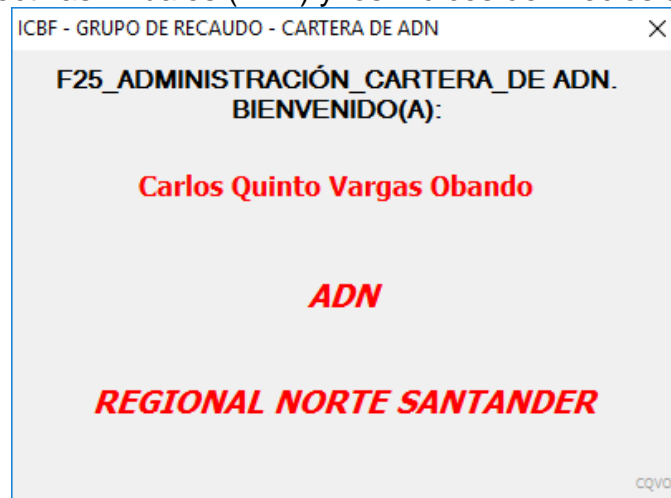 ICBF - GRUPO DE RECAUDO - CARTERA DE ADN
F25_ADMINISTRACIÓN_CARTERA_DE ADN.
BIENVENIDO(A):
Carlos Quinto Vargas Obando
ADN
REGIONAL NORTE SANTANDER